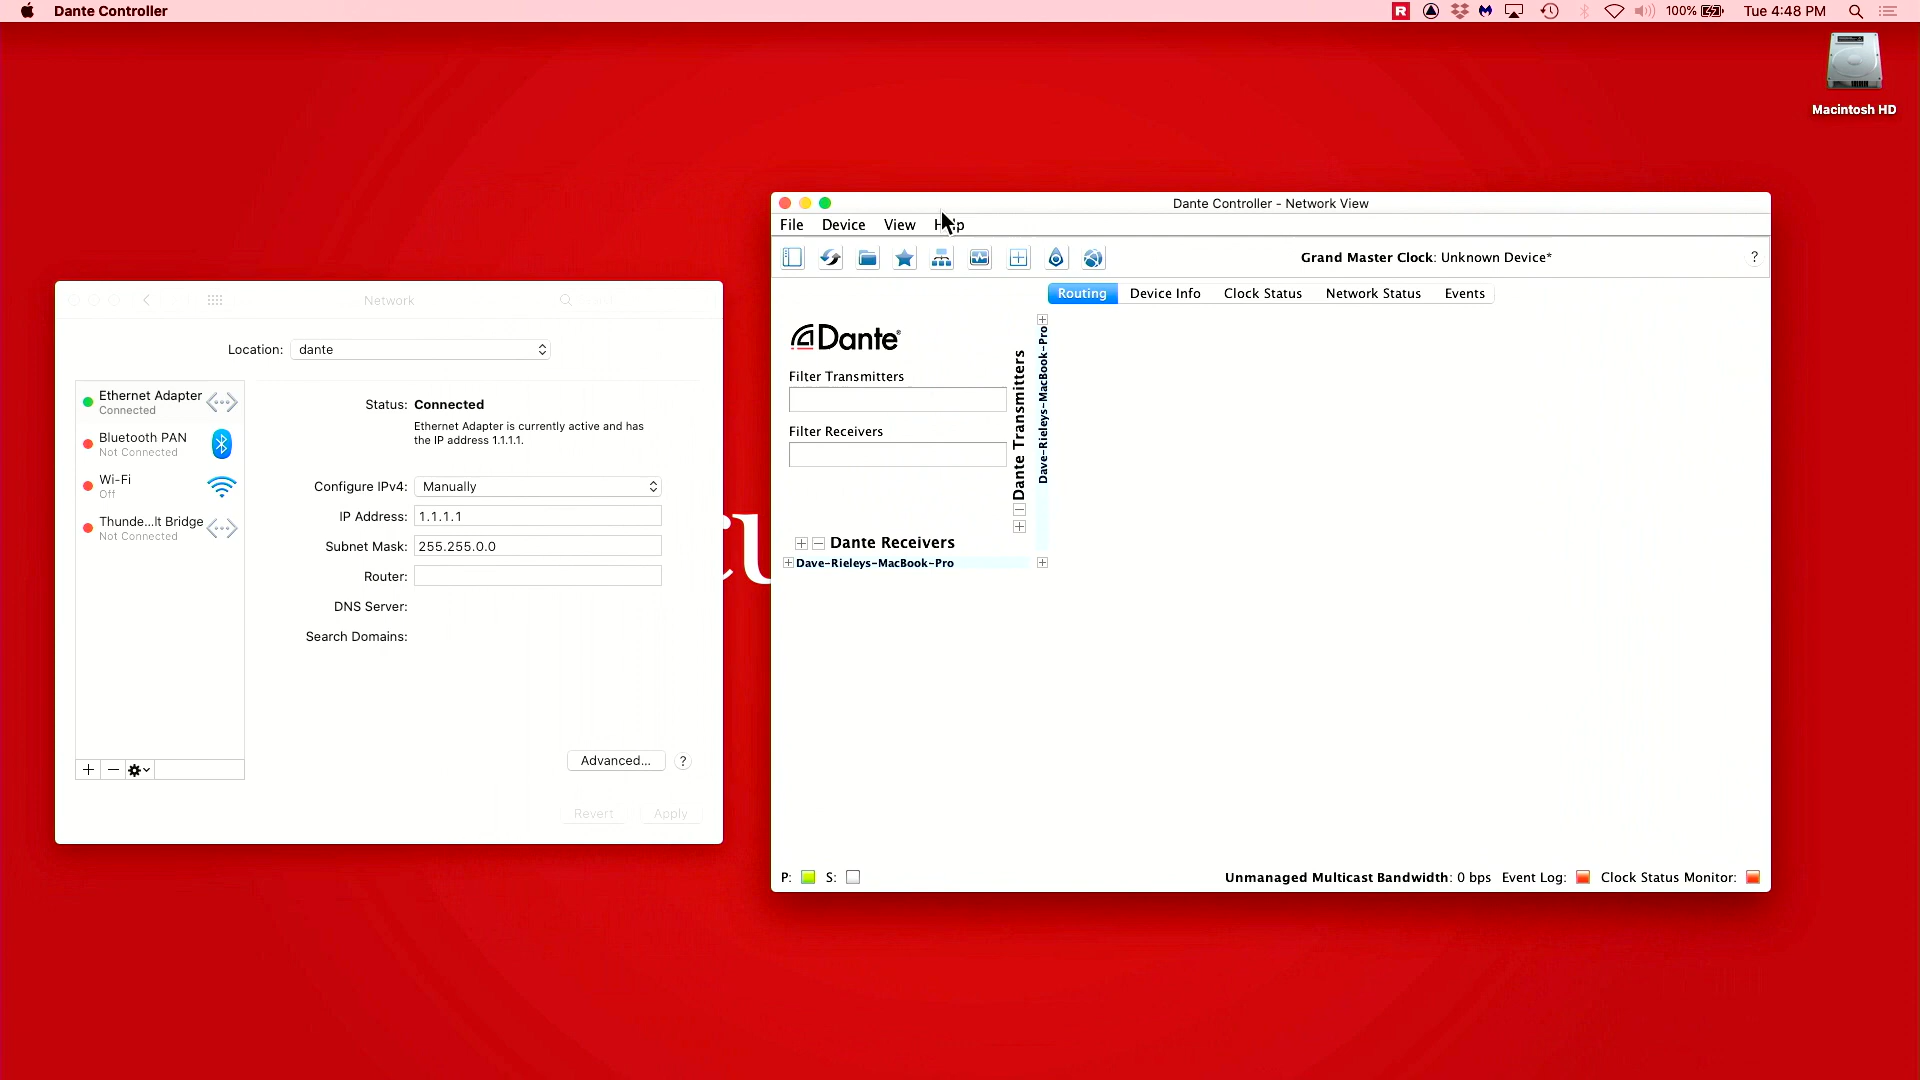 Dante Controller
100%
Tue 4:48 PM
Macintosh HD
Network
Location:
dante
Ethernet Adapter
Connected
Bluetooth PAN
Not Connected
Wi-Fi
Off
Thunde...lt Bridge
Not Connected
Status: Connected
Ethernet Adapter is currently active and has
the IP address 1.1.1.1.
Configure IPv4: Manually
IP Address: 1.1.1.1
Subnet Mask: 255.255.0.0
Router:
DNS Server:
Search Domains:
Advanced...
?
Revert
Apply
Dante Controller - Network View
File Device View
Grand Master Clock: Unknown Device*
?
Routing Device Info Clock Status Network Status Events
Dante
Filter Transmitters
Filter Receivers
Dante Transmitters
Dave-Rieleys-MacBook-Pro
Dante Receivers
Dave-Rieleys-MacBook-Pro
P: S:
Unmanaged Multicast Bandwidth: 0 bps Event Log: Clock Status Monitor: